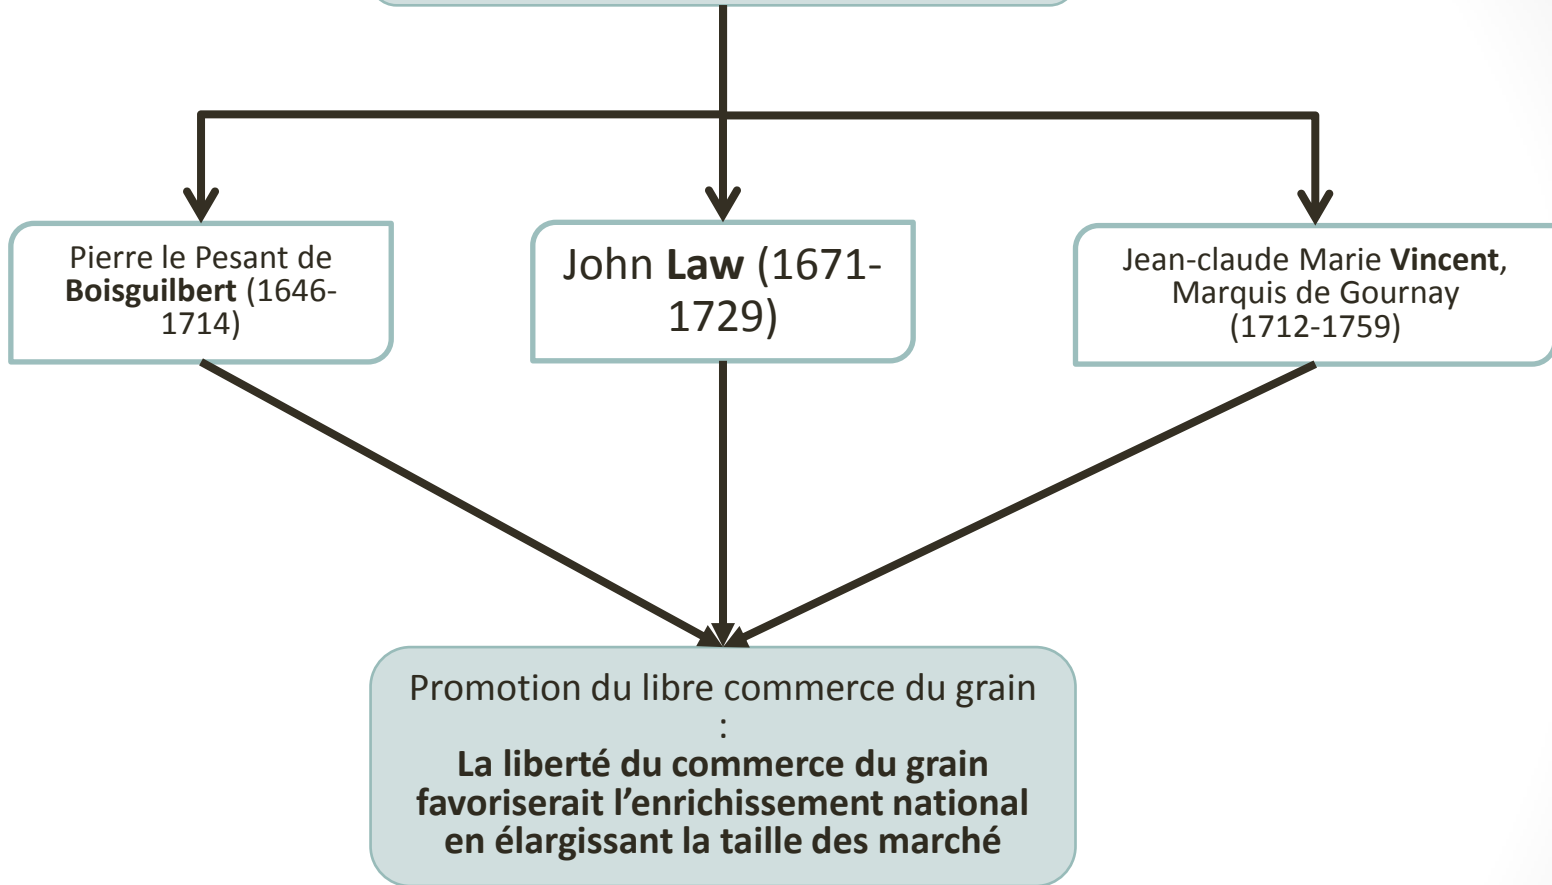 Pierre le Pesant de
Boisguilbert (1646-
1714)
John Law (1671-
1729)
Jean-claude Marie Vincent,
Marquis de Gournay
(1712-1759)
Promotion du libre commerce du grain
:
La liberté du commerce du grain
favoriserait l’enrichissement national
en élargissant la taille des marché